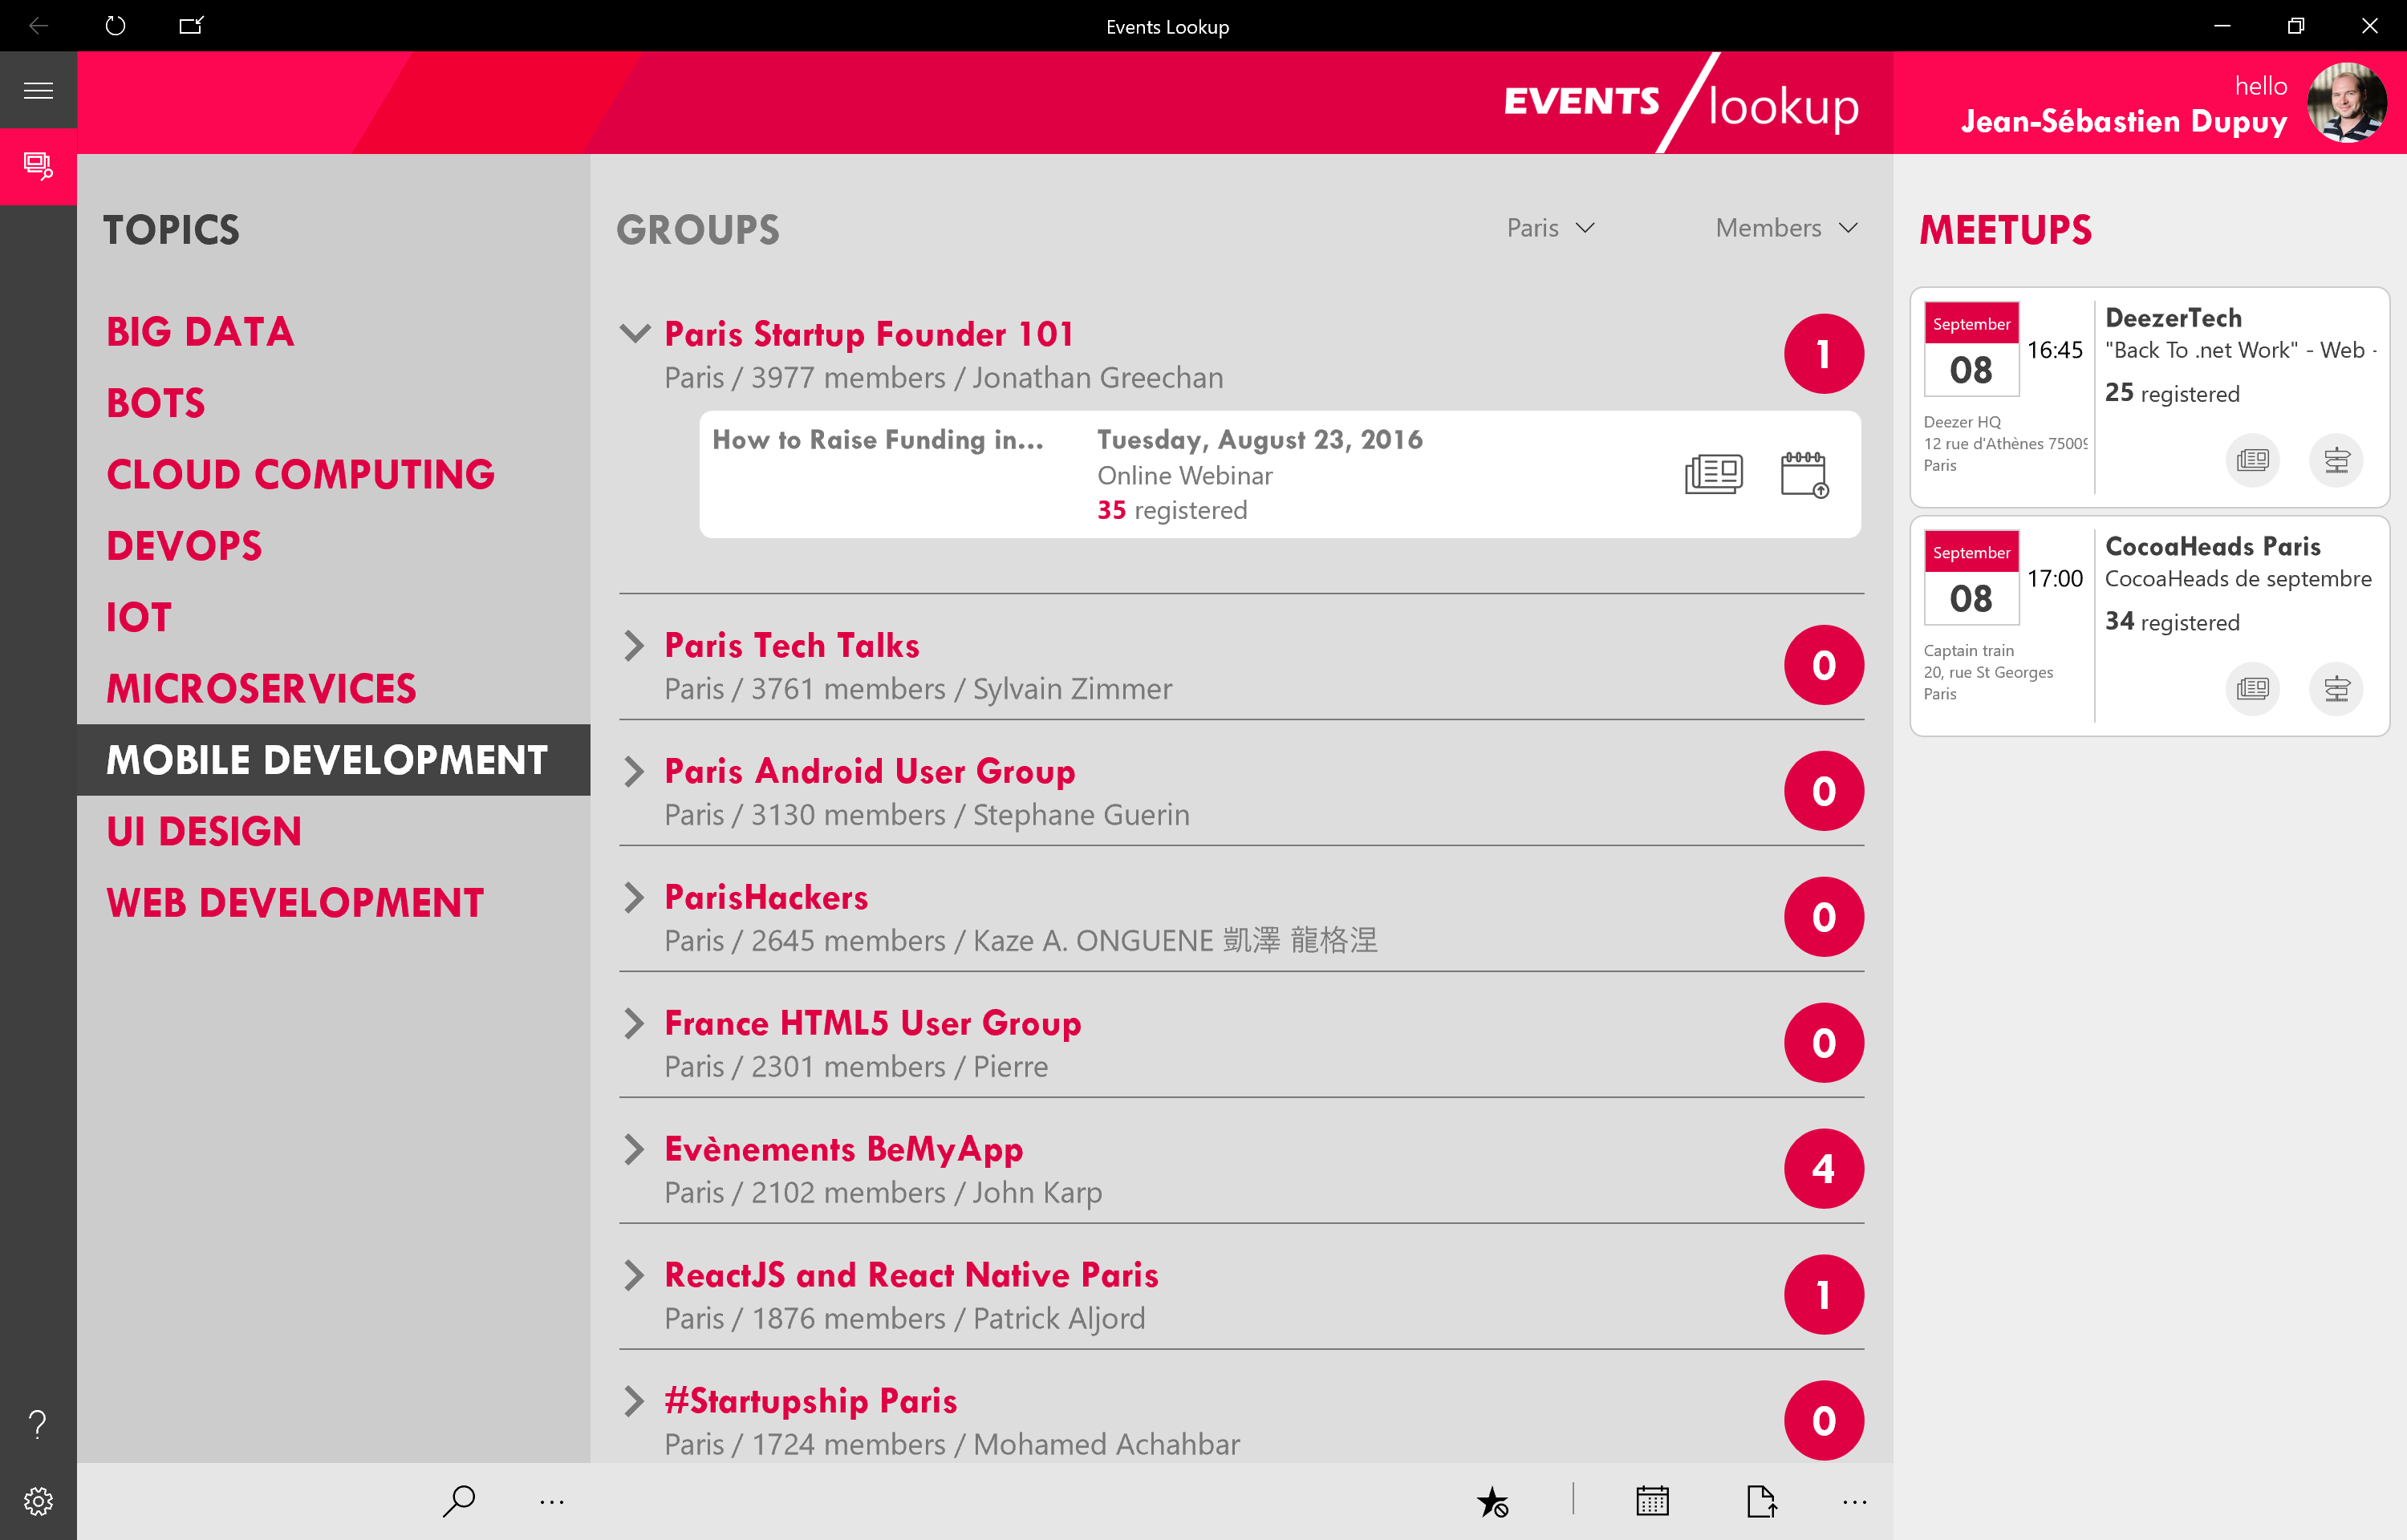 Events Lookup
EVENTS lookup
hello
Jean-Sébastien Dupuy
TOPICS
BIG DATA
BOTS
CLOUD COMPUTING
DEVOPS
IOT
MICROSERVICES
MOBILE DEVELOPMENT
UI DESIGN
WEB DEVELOPMENT
GROUPS
Paris
Members
Paris Startup Founder 101
Paris / 3977 members / Jonathan Greechan
1
How to Raise Funding in...
Tuesday, August 23, 2016
Online Webinar
35 registered
Paris Tech Talks
Paris / 3761 members / Sylvain Zimmer
0
Paris Android User Group
Paris / 3130 members / Stephane Guerin
0
ParisHackers
Paris / 2645 members / Kaze A. ONGUENE 凱澤 龍格涅
0
France HTML5 User Group
Paris / 2301 members / Pierre
0
Evènements BeMyApp
Paris / 2102 members / John Karp
4
ReactJS and React Native Paris
Paris / 1876 members / Patrick Aljord
1
#Startupship Paris
Paris / 1724 members / Mohamed Achahbar
0
MEETUPS
September
08
16:45
Deezer HQ
12 rue d'Athènes 75009
Paris
DeezerTech
"Back To .net Work" - Web -
25 registered
September
08
17:00
Captain train
20, rue St Georges
Paris
CocoaHeads Paris
CocoaHeads de septembre
34 registered